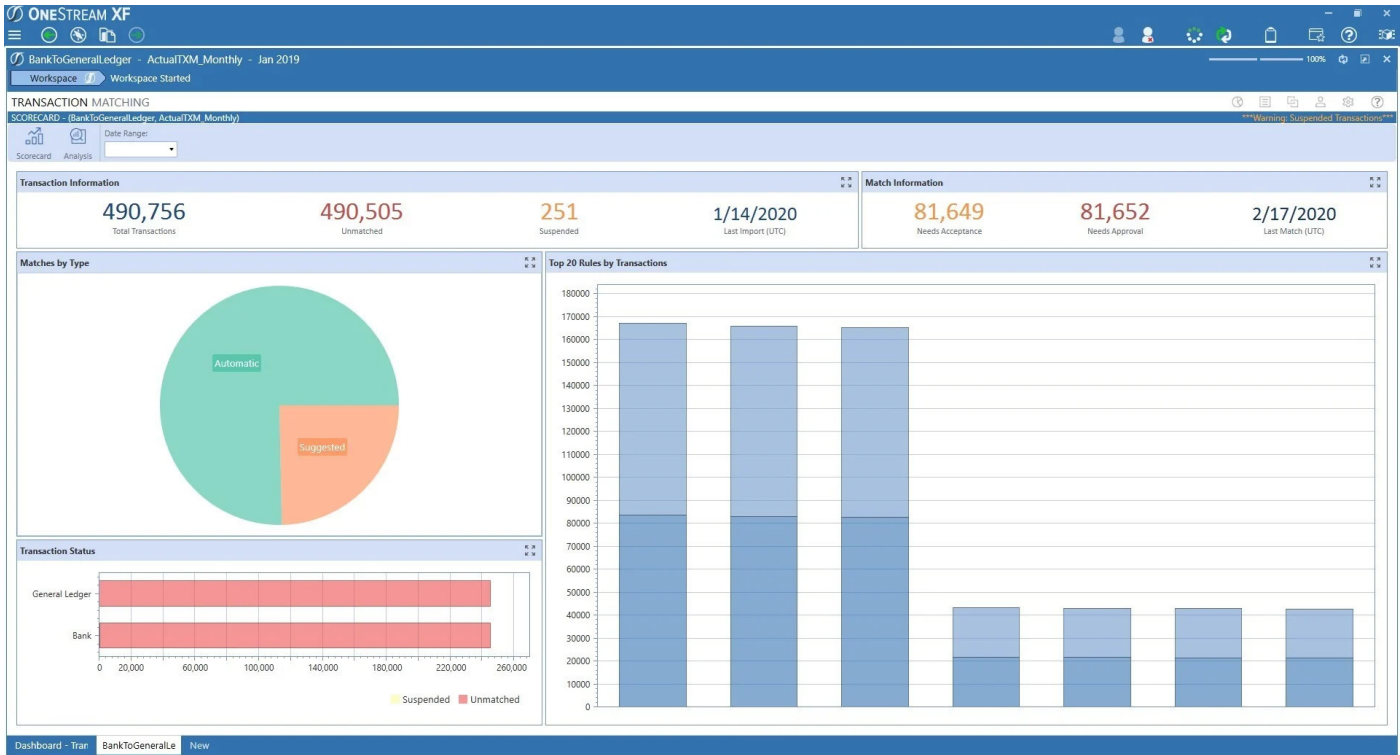 ONESTREAM XF
BankToGeneralLedger - ActualTXM_Monthly - Jan 2019
100%
Workspace Workspace Started
TRANSACTION MATCHING
SCORECARD - (BankToGeneralLedger, ActualTXM_Monthly)
***Warning: Suspended Transactions***
Date Range:
Scorecard Analysis
Transaction Information
490,756 490,505 251 1/14/2020
Total Transactions Unmatched Suspended Last Import (UTC)
Match Information
81,649 81,652 2/17/2020
Needs Acceptance Needs Approval Last Match (UTC)
Matches by Type
Automatic
Suggested
Top 20 Rules by Transactions
180000
170000
160000
150000
140000
130000
120000
110000
100000
90000
80000
70000
60000
50000
40000
30000
20000
10000
0
Transaction Status
General Ledger
Bank
0 20,000 60,000 100,000 140,000 180,000 220,000 260,000
Suspended Unmatched
Dashboard - Tran BankToGeneralLe New